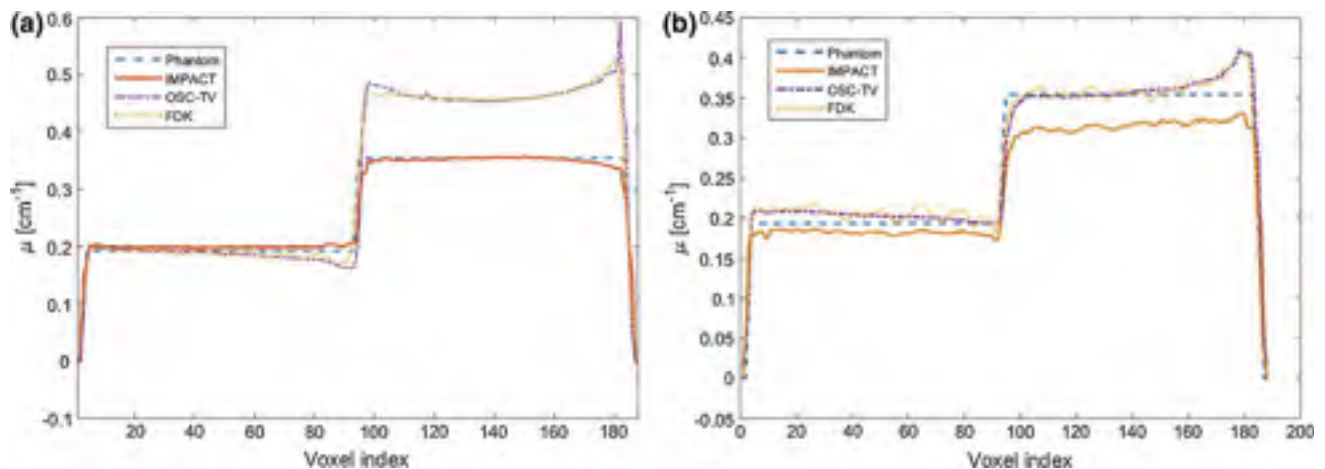 (a)
0.6
0.5
0.4
0.3
0.2
0.1
0
-0.1
μ [cm⁻¹]
Phantom
IMPACT
OSC-TV
FDK
20 40 60 80 100 120 140 160 180
Voxel index
(b)
0.45
0.4
0.35
0.3
0.25
0.2
0.15
0.1
0.05
0
-0.05
μ [cm⁻¹]
Phantom
IMPACT
OSC-TV
FDK
0 20 40 60 80 100 120 140 160 180 200
Voxel index